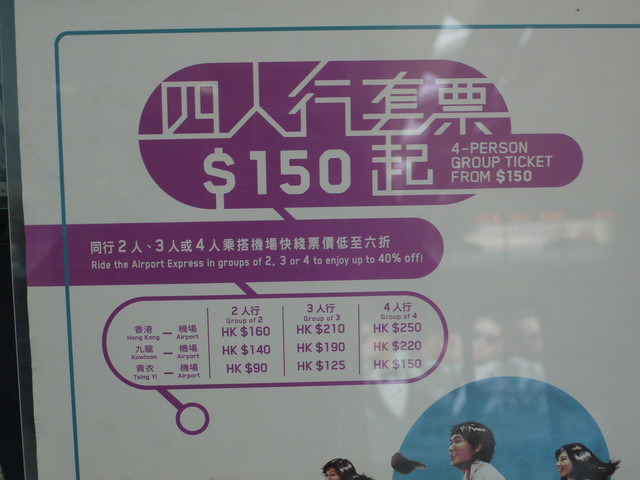 四人行套票
$150起
4-PERSON
GROUP TICKET
FROM $150
同行2人、3人或4人乘搭機場快綫票價低至六折
Ride the Airport Express in groups of 2, 3 or 4 to enjoy up to 40% off!
2人行 3人行 4人行
Group of 2 Group of 3 Group of 4
香港 — 機場 HK $160 HK $210 HK $250
Hong Kong Airport
九龍 — 機場 HK $140 HK $190 HK $220
Kowloon Airport
青衣 — 機場 HK $90 HK $125 HK $150
Tsing Yi Airport